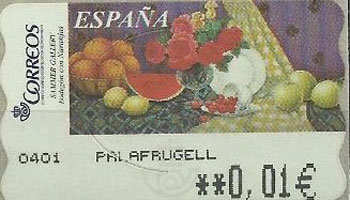 ESPAÑA
CORREOS
SAMMER GALLERY
Bodegón con Naranjas
0401 PALAFRUGELL
**0,01€